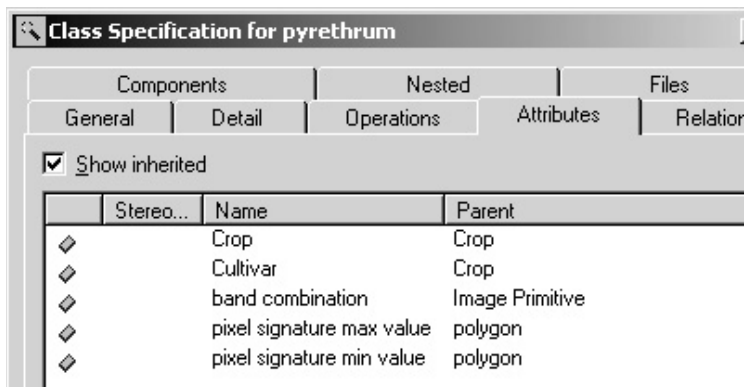 Class Specification for pyrethrum
Components Nested Files
General Detail Operations Attributes Relation
Show inherited
Stereo... Name Parent
Crop Crop
Cultivar Crop
band combination Image Primitive
pixel signature max value polygon
pixel signature min value polygon